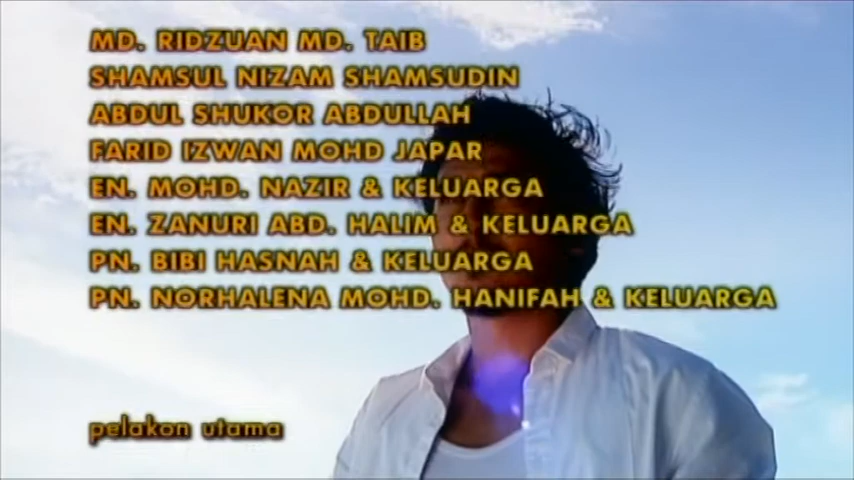 MD. RIDZUAN MD. TAIB
SHAMSUL NIZAM SHAMSUDIN
ABDUL SHUKOR ABDULLAH
FARID IZWAN MOHD JAPAR
EN. MOHD. NAZIR & KELUARGA
EN. ZANURI ABD. HALIM & KELUARGA
PN. BIBI HASNAH & KELUARGA
PN. NORHALENA MOHD. HANIFAH & KELUARGA
pelakon utama